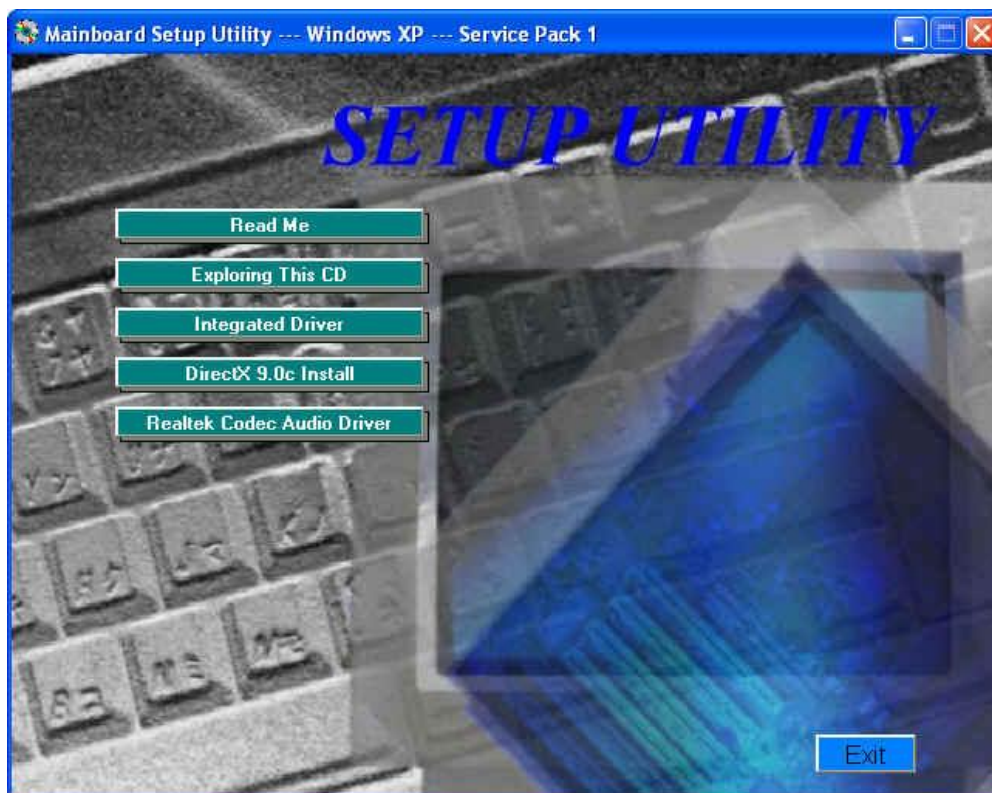 Mainboard Setup Utility --- Windows XP --- Service Pack 1
SETUP UTILITY
Read Me
Exploring This CD
Integrated Driver
DirectX 9.0c Install
Realtek Codec Audio Driver
Exit